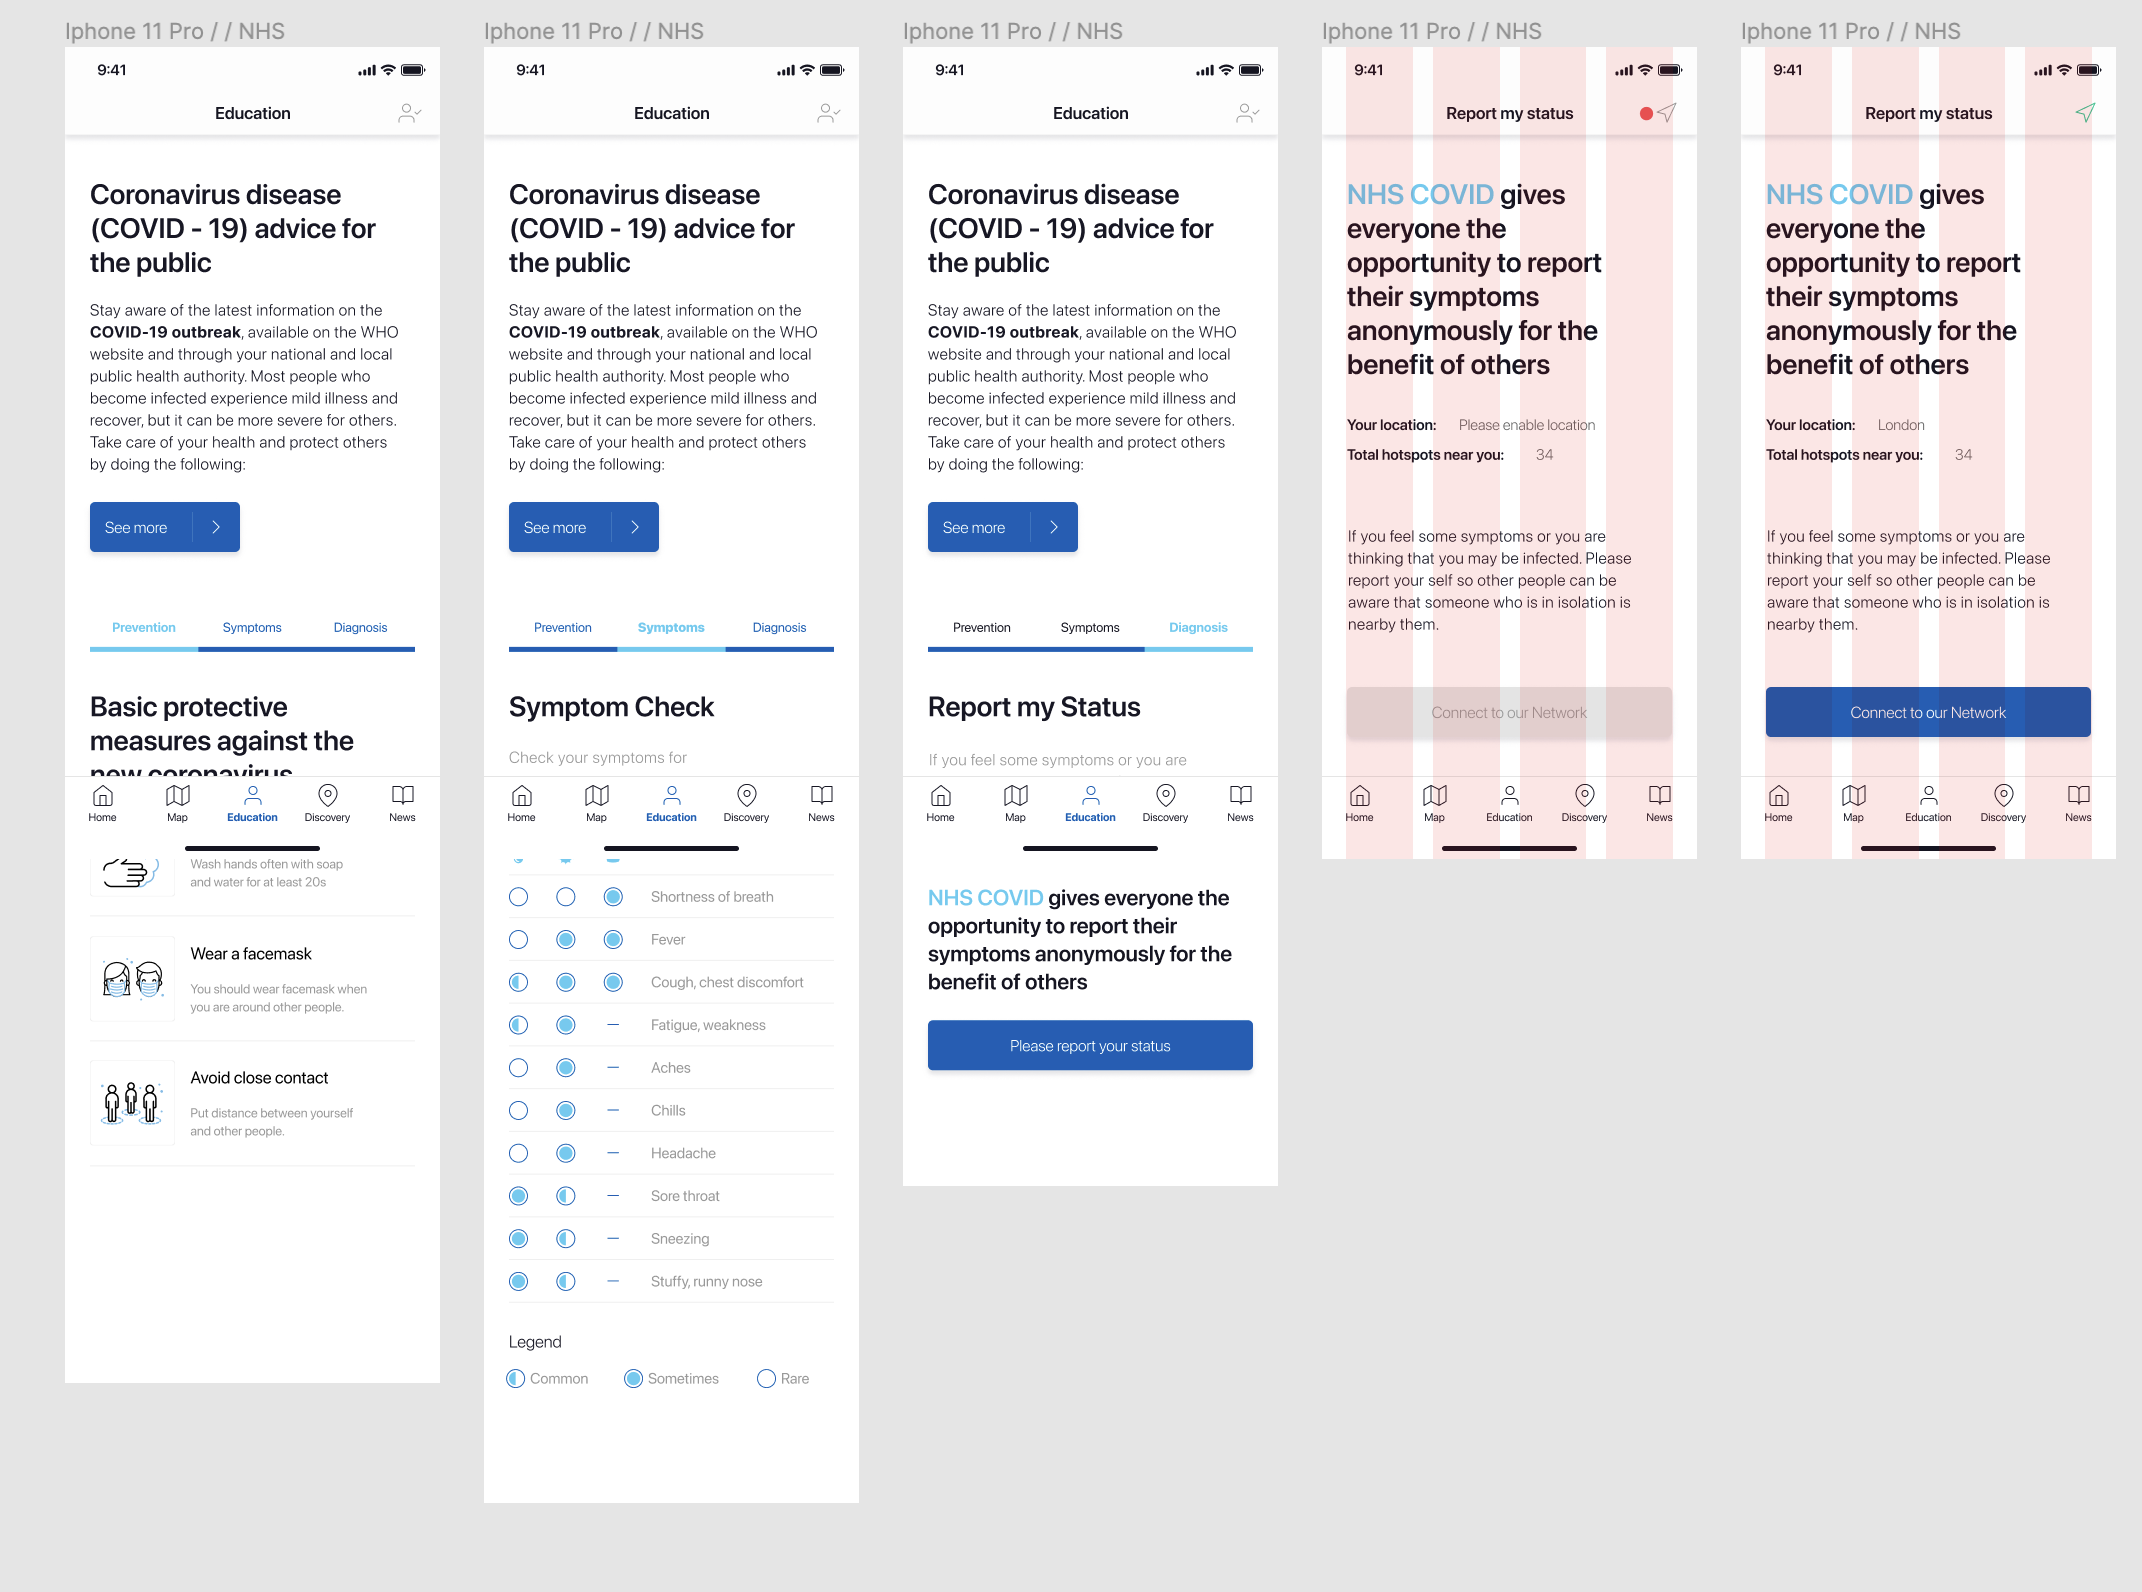 Iphone 11 Pro / / NHS
9:41
Education
Coronavirus disease
(COVID - 19) advice for
the public
Stay aware of the latest information on the
COVID-19 outbreak, available on the WHO
website and through your national and local
public health authority. Most people who
become infected experience mild illness and
recover, but it can be more severe for others.
Take care of your health and protect others
by doing the following:
See more
Prevention Symptoms Diagnosis
Basic protective
measures against the
new coronavirus
Home Map Education Discovery News
Wash hands often with soap
and water for at least 20s
Wear a facemask
You should wear facemask when
you are around other people.
Avoid close contact
Put distance between yourself
and other people.
Iphone 11 Pro / / NHS
9:41
Education
Coronavirus disease
(COVID - 19) advice for
the public
Stay aware of the latest information on the
COVID-19 outbreak, available on the WHO
website and through your national and local
public health authority. Most people who
become infected experience mild illness and
recover, but it can be more severe for others.
Take care of your health and protect others
by doing the following:
See more
Prevention Symptoms Diagnosis
Symptom Check
Check your symptoms for
Home Map Education Discovery News
Shortness of breath
Fever
Cough, chest discomfort
Fatigue, weakness
Aches
Chills
Headache
Sore throat
Sneezing
Stuffy, runny nose
Legend
Common Sometimes Rare
Iphone 11 Pro / / NHS
9:41
Education
Coronavirus disease
(COVID - 19) advice for
the public
Stay aware of the latest information on the
COVID-19 outbreak, available on the WHO
website and through your national and local
public health authority. Most people who
become infected experience mild illness and
recover, but it can be more severe for others.
Take care of your health and protect others
by doing the following:
See more
Prevention Symptoms Diagnosis
Report my Status
If you feel some symptoms or you are
Home Map Education Discovery News
NHS COVID gives everyone the
opportunity to report their
symptoms anonymously for the
benefit of others
Please report your status
Iphone 11 Pro / / NHS
9:41
Report my status
NHS COVID gives
everyone the
opportunity to report
their symptoms
anonymously for the
benefit of others
Your location: Please enable location
Total hotspots near you: 34
If you feel some symptoms or you are
thinking that you may be infected. Please
report your self so other people can be
aware that someone who is in isolation is
nearby them.
Connect to our Network
Home Map Education Discovery News
Iphone 11 Pro / / NHS
9:41
Report my status
NHS COVID gives
everyone the
opportunity to report
their symptoms
anonymously for the
benefit of others
Your location: London
Total hotspots near you: 34
If you feel some symptoms or you are
thinking that you may be infected. Please
report your self so other people can be
aware that someone who is in isolation is
nearby them.
Connect to our Network
Home Map Education Discovery News